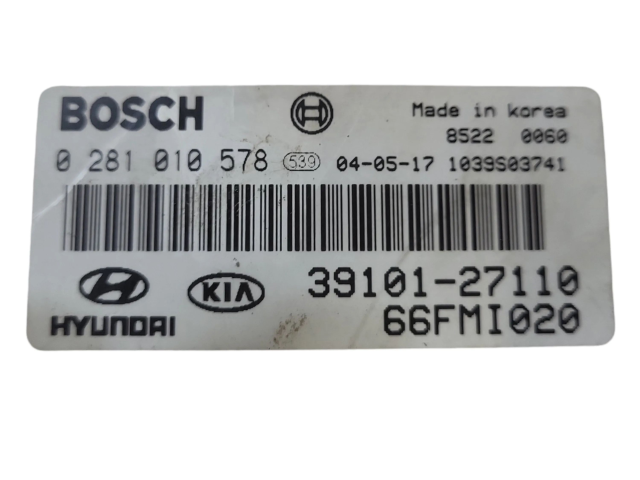 BOSCH Made in korea
8522 0060
0 281 010 578 539 04-05-17 1039S03741
HYUNDAI KIA 39101-27110
66FMI020